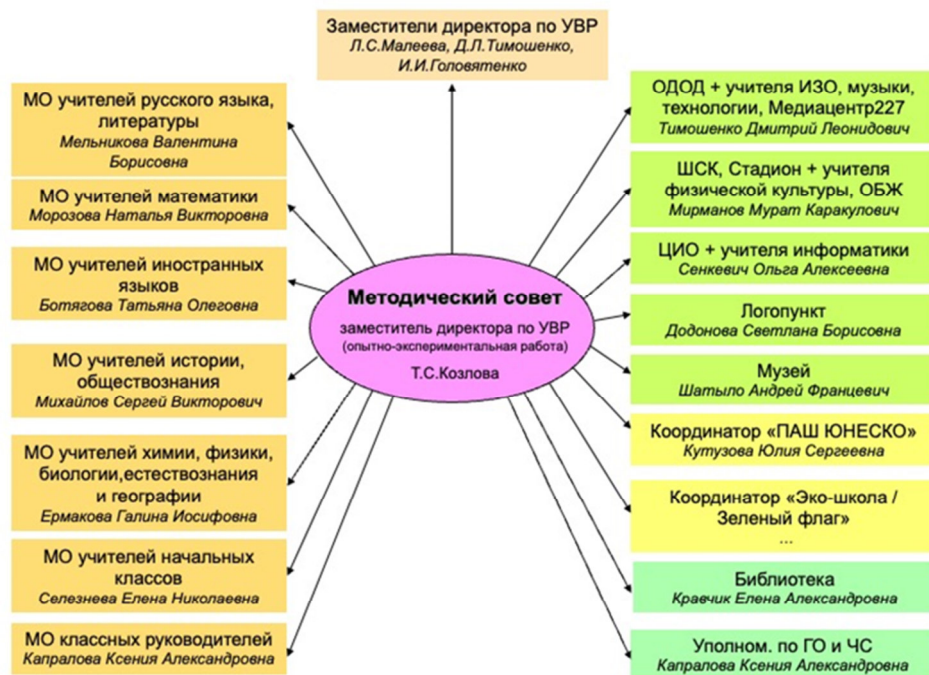 Заместители директора по УВР
Л.С.Малеева, Д.Л.Тимошенко,
И.И.Головятенко
МО учителей русского языка,
литературы
Мельникова Валентина
Борисовна
МО учителей математики
Морозова Наталья Викторовна
МО учителей иностранных
языков
Ботягова Татьяна Олеговна
МО учителей истории,
обществознания
Михайлов Сергей Викторович
МО учителей химии, физики,
биологии,естествознания
и географии
Ермакова Галина Иосифовна
МО учителей начальных
классов
Селезнева Елена Николаевна
МО классных руководителей
Капралова Ксения Александровна
Методический совет
заместитель директора по УВР
(опытно-экспериментальная работа)
Т.С.Козлова
ОДОД + учителя ИЗО, музыки,
технологии, Медиацентр227
Тимошенко Дмитрий Леонидович
ШСК, Стадион + учителя
физической культуры, ОБЖ
Мирманов Мурат Каракулович
ЦИО + учителя информатики
Сенкевич Ольга Алексеевна
Логопункт
Додонова Светлана Борисовна
Музей
Шатыло Андрей Францевич
Координатор «ПАШ ЮНЕСКО»
Кутузова Юлия Сергеевна
Координатор «Эко-школа /
Зеленый флаг»
...
Библиотека
Кравчик Елена Александровна
Уполном. по ГО и ЧС
Капралова Ксения Александровна